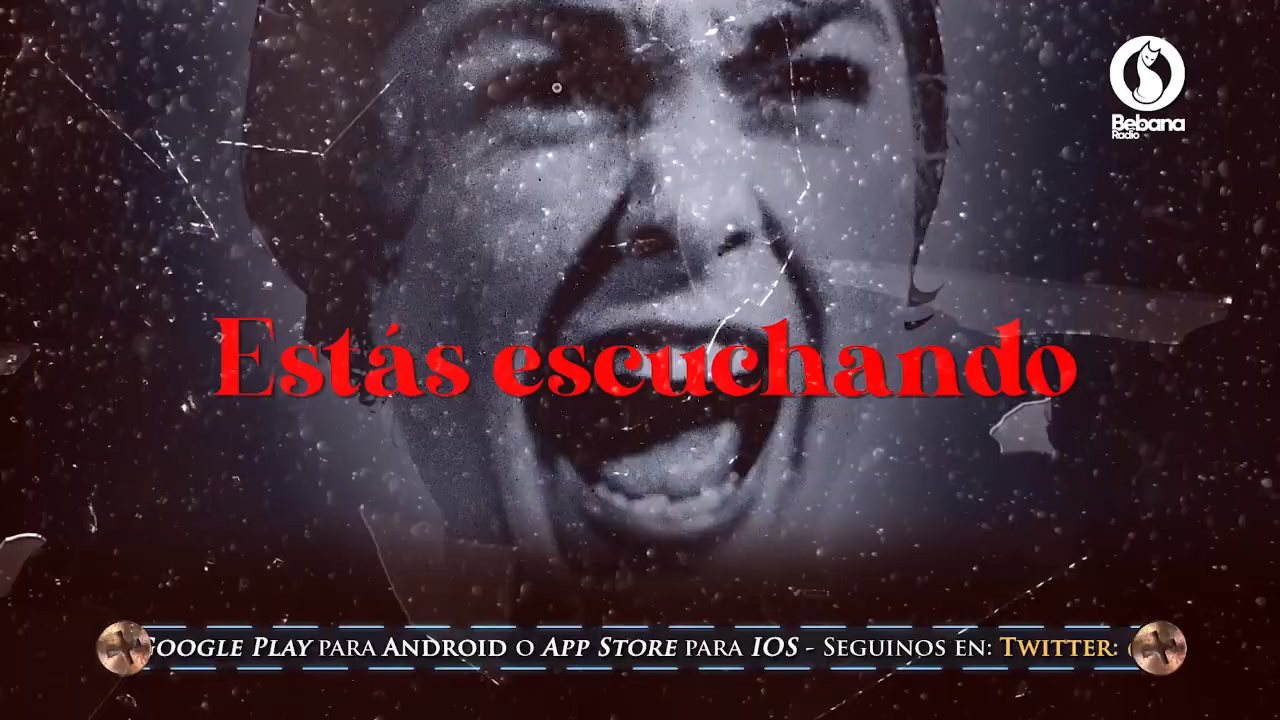 Bebana
Radio
Estás escuchando
GOOGLE PLAY PARA ANDROID O APP STORE PARA IOS - SEGUINOS EN: TWITTER: